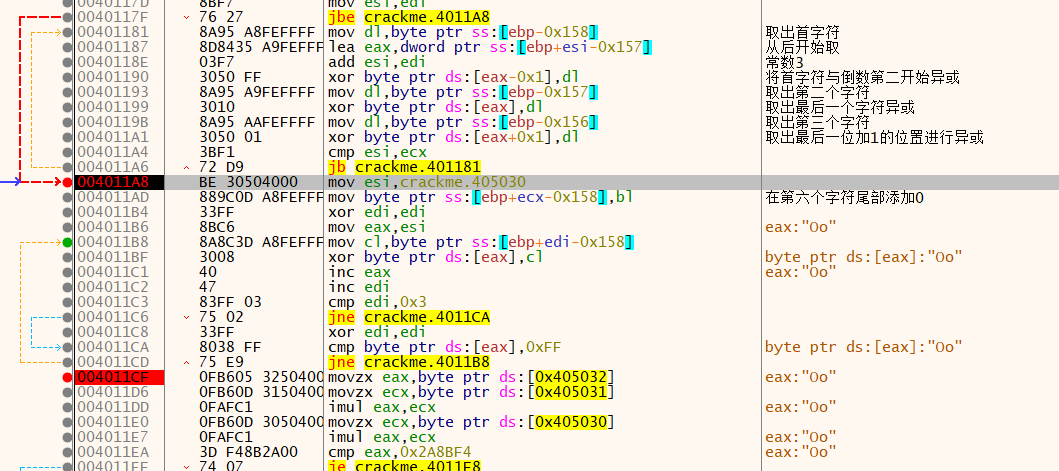 0040117D 8BF7 mov esi,edi
0040117F 76 27 jbe crackme.4011A8
00401181 8A95 A8FEFFFF mov dl,byte ptr ss:[ebp-0x158] 取出首字符
00401187 8D8435 A9FEFFF lea eax,dword ptr ss:[ebp+esi-0x157] 从后开始取
0040118E 03F7 add esi,edi 常数3
00401190 3050 FF xor byte ptr ds:[eax-0x1],dl 将首字符与倒数第二开始异或
00401193 8A95 A9FEFFFF mov dl,byte ptr ss:[ebp-0x157] 取出第二个字符
00401199 3010 xor byte ptr ds:[eax],dl 取出最后一个字符异或
0040119B 8A95 AAFEFFFF mov dl,byte ptr ss:[ebp-0x156] 取出第三个字符
004011A1 3050 01 xor byte ptr ds:[eax+0x1],dl 取出最后一位加1的位置进行异或
004011A4 3BF1 cmp esi,ecx
004011A6 72 D9 jb crackme.401181
004011A8 BE 30504000 mov esi,crackme.405030
004011AD 889C0D A8FEFFF mov byte ptr ss:[ebp+ecx-0x158],bl 在第六个字符尾部添加0
004011B4 33FF xor edi,edi
004011B6 8BC6 mov eax,esi eax:"Oo"
004011B8 8A8C3D A8FEFFF mov cl,byte ptr ss:[ebp+edi-0x158]
004011BF 3008 xor byte ptr ds:[eax],cl byte ptr ds:[eax]:"Oo"
004011C1 40 inc eax eax:"Oo"
004011C2 47 inc edi
004011C3 83FF 03 cmp edi,0x3
004011C6 75 02 jne crackme.4011CA
004011C8 33FF xor edi,edi
004011CA 8038 FF cmp byte ptr ds:[eax],0xFF byte ptr ds:[eax]:"Oo"
004011CD 75 E9 jne crackme.4011B8
004011CF 0FB605 3250400 movzx eax,byte ptr ds:[0x405032] eax:"Oo"
004011D6 0FB60D 3150400 movzx ecx,byte ptr ds:[0x405031]
004011DD 0FAFC1 imul eax,ecx eax:"Oo"
004011E0 0FB60D 3050400 movzx ecx,byte ptr ds:[0x405030]
004011E7 0FAFC1 imul eax,ecx eax:"Oo"
004011EA 3D F48B2A00 cmp eax,0x2A8BF4 eax:"Oo"
004011EF 74 07 je crackme.4011F8